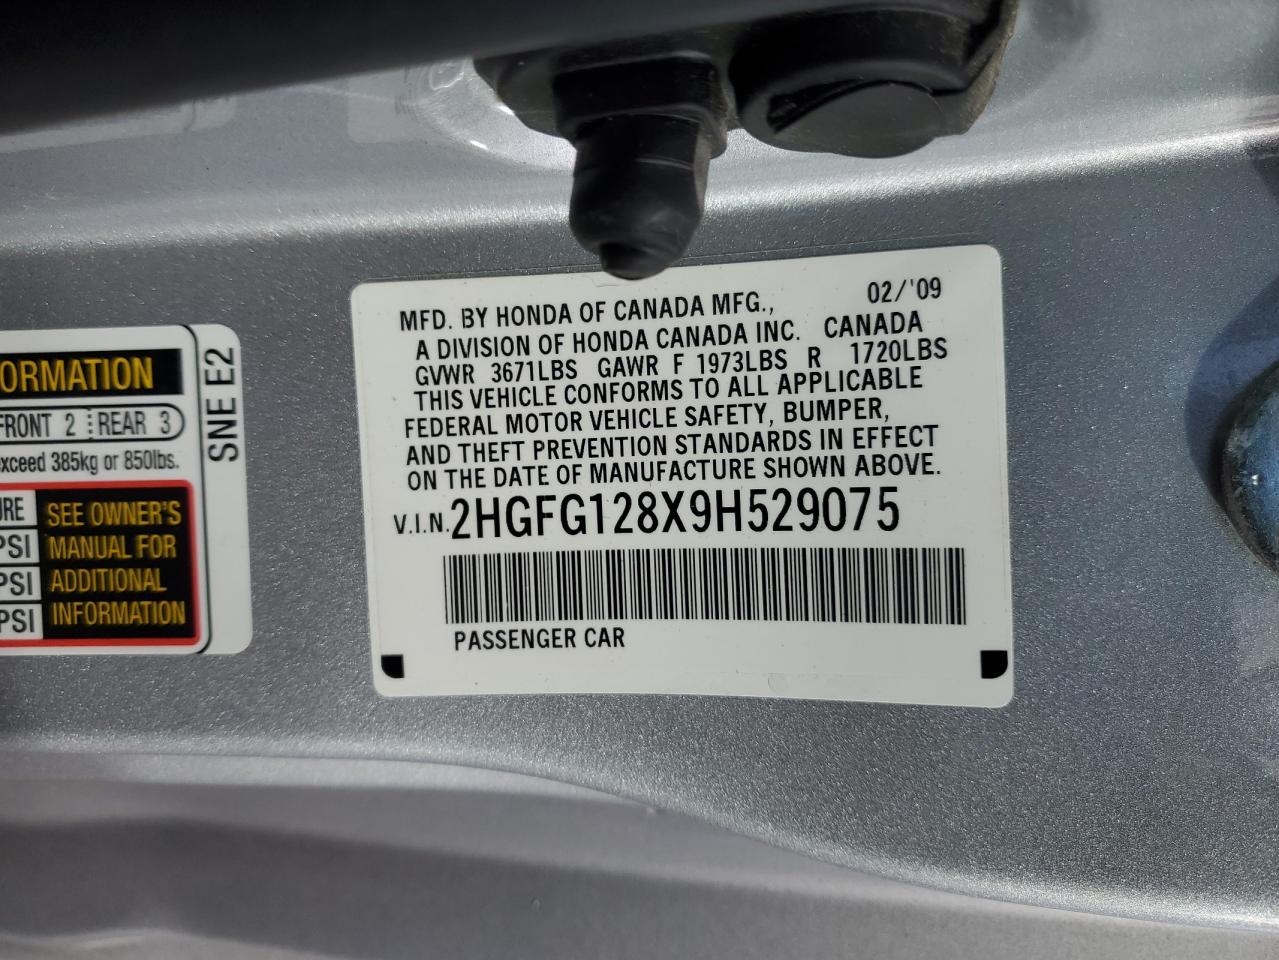 MFD. BY HONDA OF CANADA MFG., 02/'09
A DIVISION OF HONDA CANADA INC. CANADA
GVWR 3671LBS GAWR F 1973LBS R 1720LBS
THIS VEHICLE CONFORMS TO ALL APPLICABLE
FEDERAL MOTOR VEHICLE SAFETY, BUMPER,
AND THEFT PREVENTION STANDARDS IN EFFECT
ON THE DATE OF MANUFACTURE SHOWN ABOVE.
V.I.N. 2HGFG128X9H529075
PASSENGER CAR
ORMATION
FRONT 2 REAR 3
exceed 385kg or 850lbs.
URE
PSI
PSI
PSI
SEE OWNER'S
MANUAL FOR
ADDITIONAL
INFORMATION
SNE E2